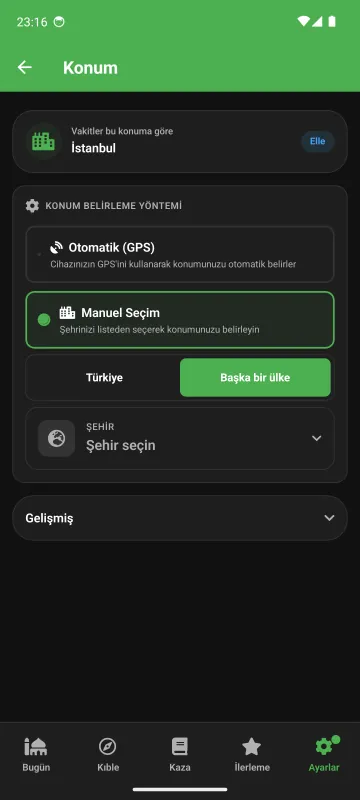 23:16
Konum
Vakitler bu konuma göre
İstanbul
Elle
KONUM BELİRLEME YÖNTEMİ
Otomatik (GPS)
Cihazınızın GPS'ini kullanarak konumunuzu otomatik belirler
Manuel Seçim
Şehrinizi listeden seçerek konumunuzu belirleyin
Türkiye
Başka bir ülke
ŞEHİR
Şehir seçin
Gelişmiş
Bugün
Kıble
Kaza
İlerleme
Ayarlar